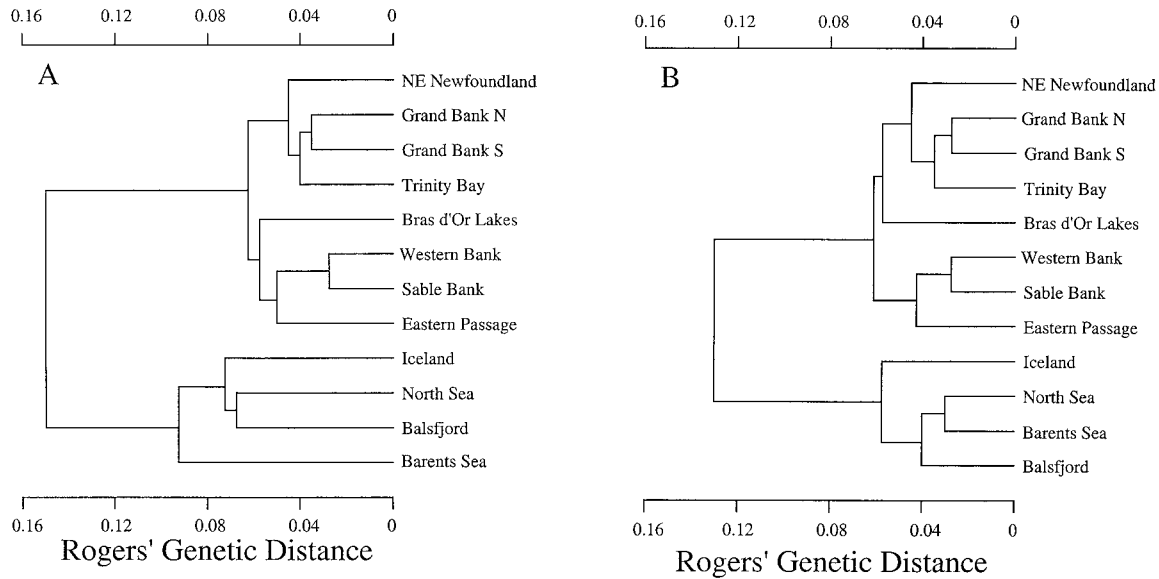 0.16 0.12 0.08 0.04 0
A
NE Newfoundland
Grand Bank N
Grand Bank S
Trinity Bay
Bras d'Or Lakes
Western Bank
Sable Bank
Eastern Passage
Iceland
North Sea
Balsfjord
Barents Sea
0.16 0.12 0.08 0.04 0
Rogers' Genetic Distance
0.16 0.12 0.08 0.04 0
B
NE Newfoundland
Grand Bank N
Grand Bank S
Trinity Bay
Bras d'Or Lakes
Western Bank
Sable Bank
Eastern Passage
Iceland
North Sea
Barents Sea
Balsfjord
0.16 0.12 0.08 0.04 0
Rogers' Genetic Distance